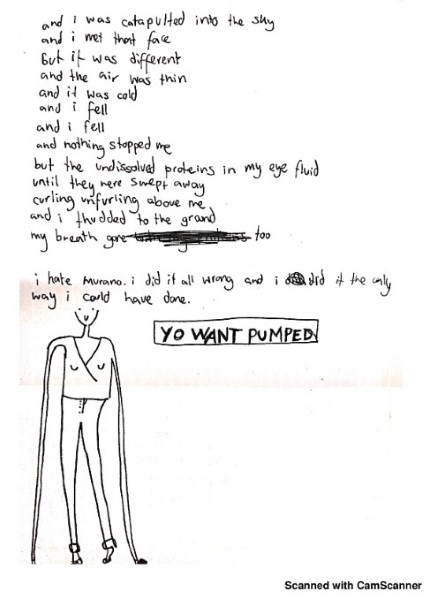 and i was catapulted into the sky
and i met that face
but it was different
and the air was thin
and it was cold
and i fell
and i fell
and nothing stopped me
but the undissolved proteins in my eye fluid
until they were swept away
curling unfurling above me
and i thudded to the ground
my breath gone too
i hate murano. i did it all wrong and i did it the only
way i could have done.
YO WANT PUMPED
Scanned with CamScanner